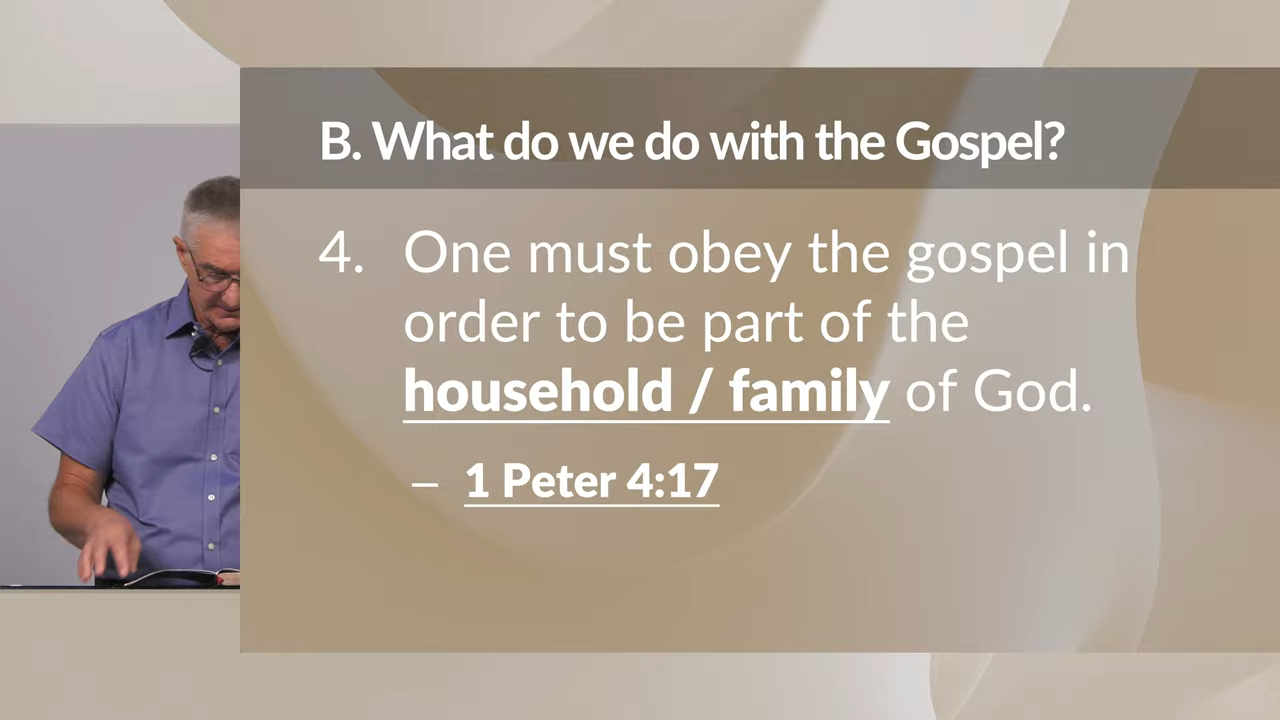 B. What do we do with the Gospel?
4. One must obey the gospel in
order to be part of the
household / family of God.
– 1 Peter 4:17